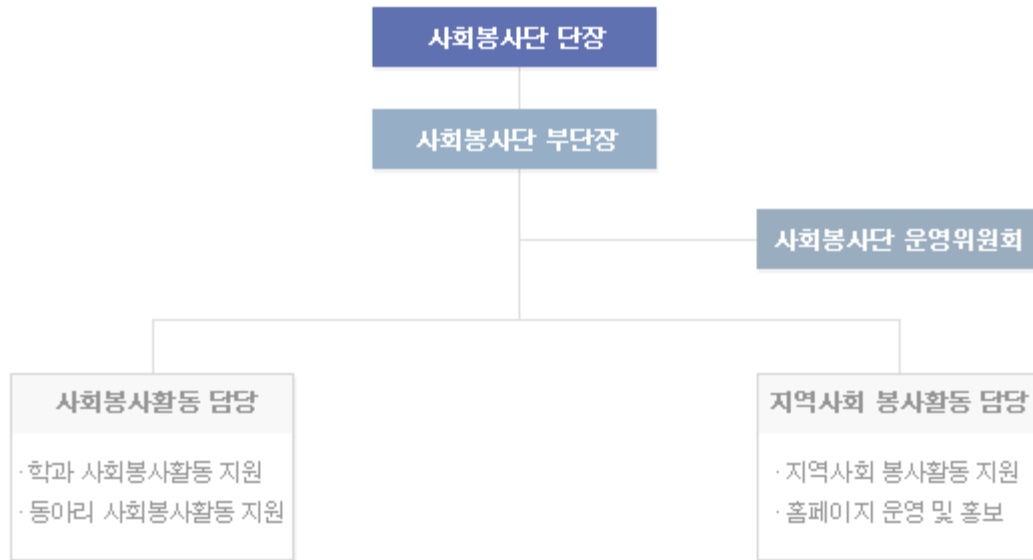 사회봉사단 단장
사회봉사단 부단장
사회봉사단 운영위원회
사회봉사활동 담당
· 학과 사회봉사활동 지원
· 동아리 사회봉사활동 지원
지역사회 봉사활동 담당
· 지역사회 봉사활동 지원
· 홈페이지 운영 및 홍보